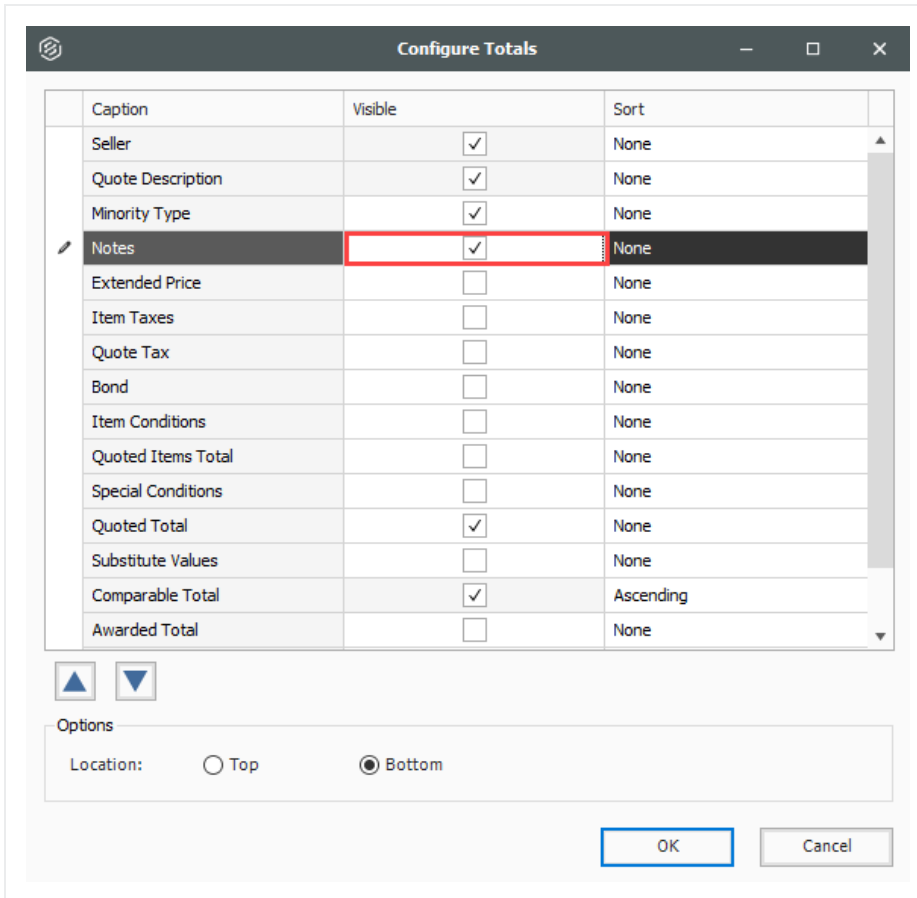 Configure Totals
Caption Visible Sort
Seller None
Quote Description None
Minority Type None
Notes None
Extended Price None
Item Taxes None
Quote Tax None
Bond None
Item Conditions None
Quoted Items Total None
Special Conditions None
Quoted Total None
Substitute Values None
Comparable Total Ascending
Awarded Total None
Options
Location: Top Bottom
OK Cancel